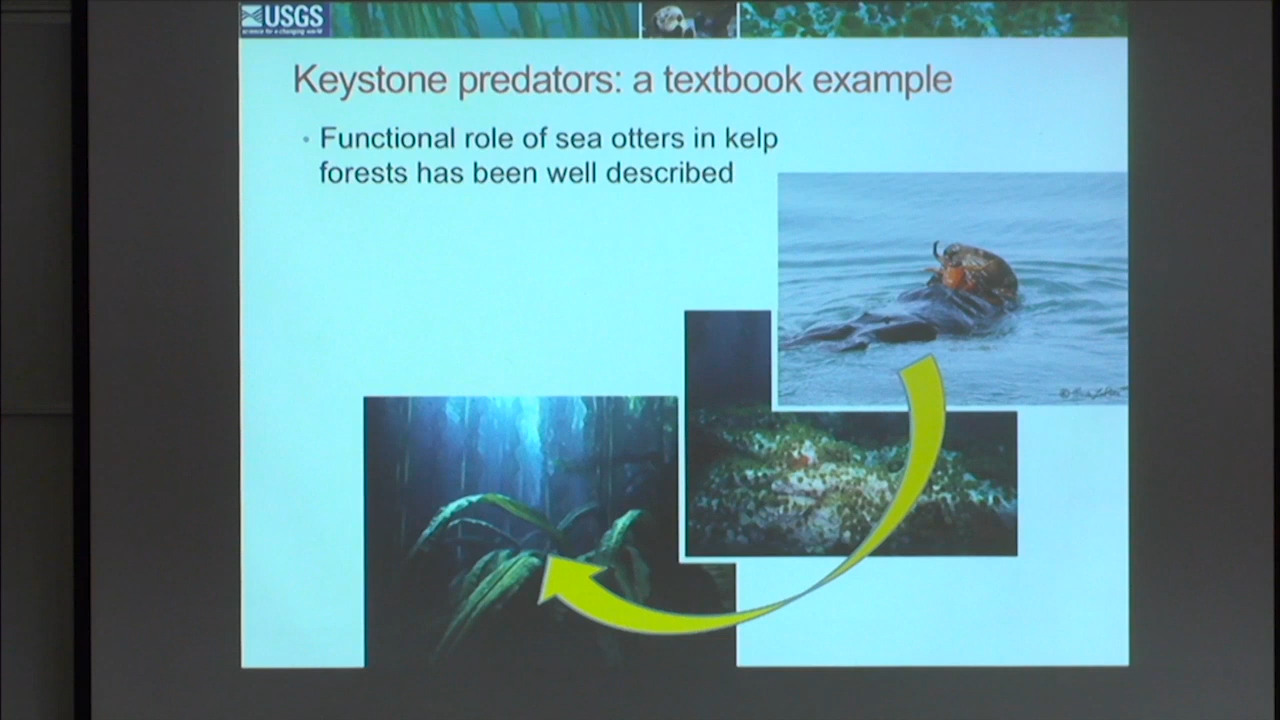 USGS
science for a changing world
Keystone predators: a textbook example
• Functional role of sea otters in kelp
forests has been well described